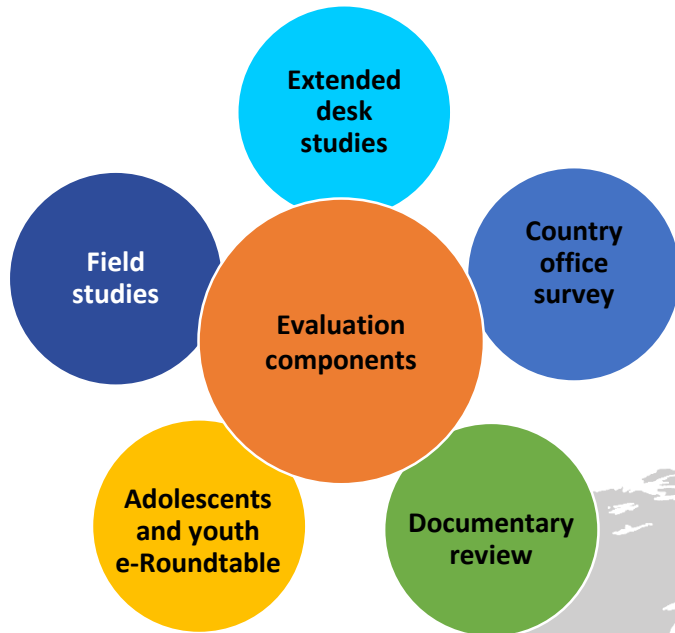 Extended
desk
studies
Country
office
survey
Field
studies
Evaluation
components
Adolescents
and youth
e-Roundtable
Documentary
review